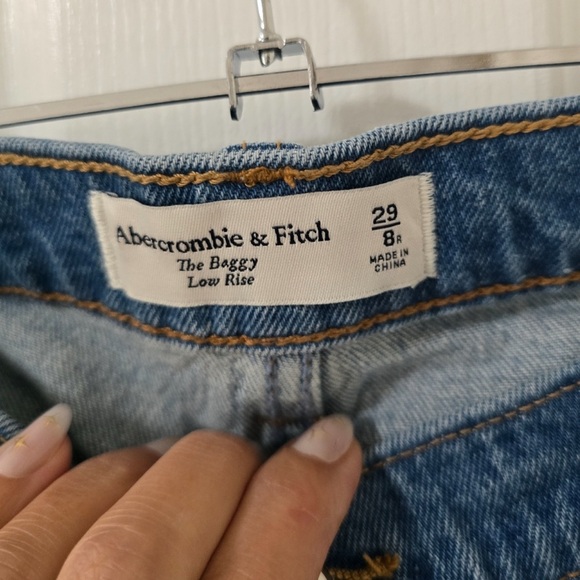 Abercrombie & Fitch
The Baggy
Low Rise
29
8R
MADE IN
CHINA